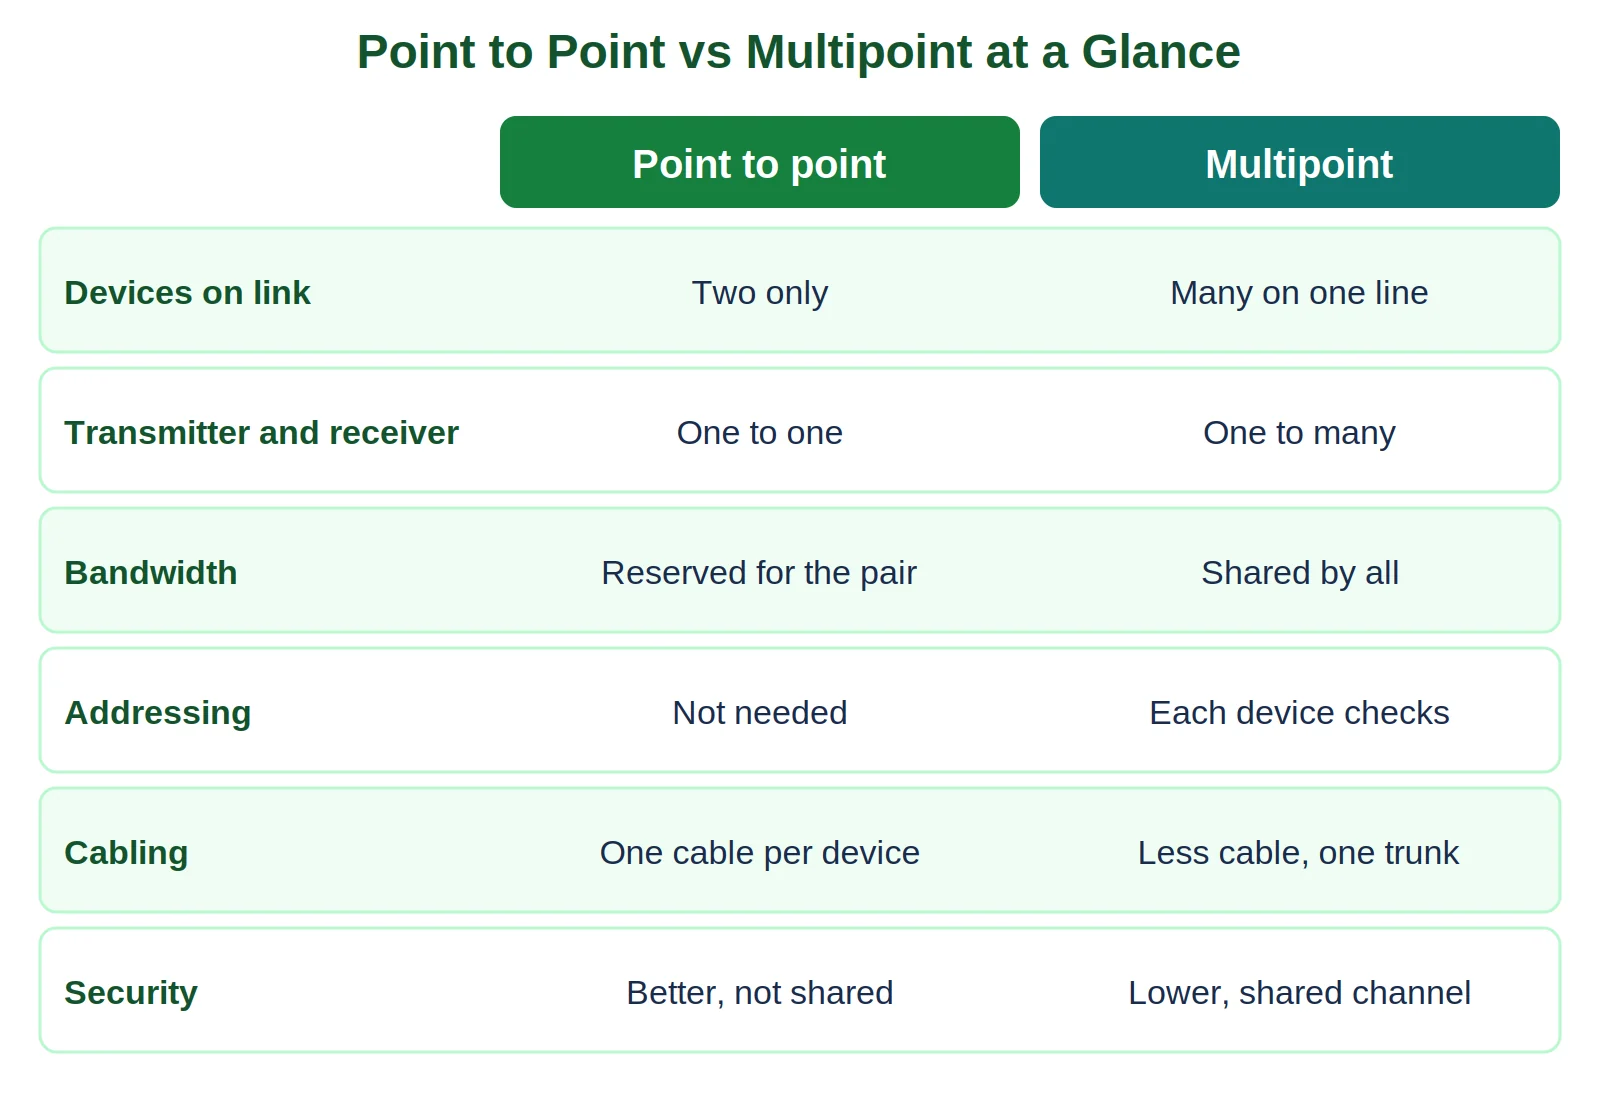 Point to Point vs Multipoint at a Glance
Point to point Multipoint
Devices on link Two only Many on one line
Transmitter and receiver One to one One to many
Bandwidth Reserved for the pair Shared by all
Addressing Not needed Each device checks
Cabling One cable per device Less cable, one trunk
Security Better, not shared Lower, shared channel